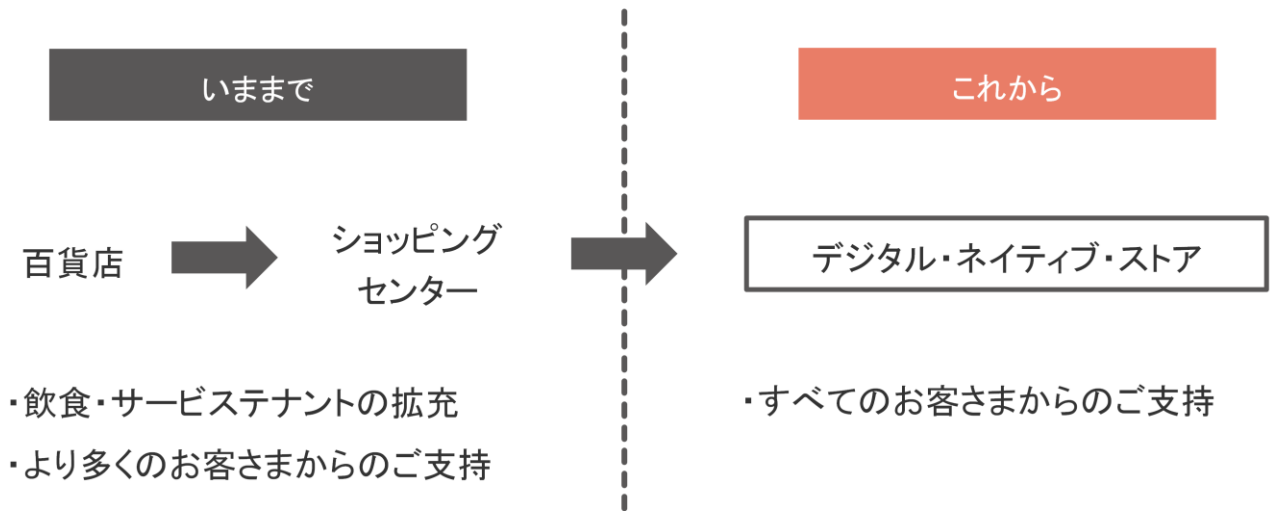 いままで
これから
百貨店
ショッピング
センター
デジタル・ネイティブ・ストア
・飲食・サービステナントの拡充
・より多くのお客さまからのご支持
・すべてのお客さまからのご支持